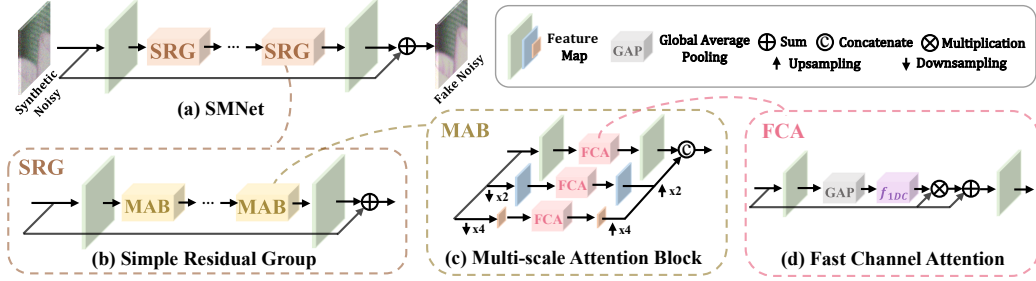 Synthetic
Noisy
SRG
...
SRG
Fake Noisy
(a) SMNet
Feature
Map
GAP
Global Average
Pooling
Sum
C
Concatenate
Multiplication
Upsampling
Downsampling
SRG
MAB
...
MAB
(b) Simple Residual Group
MAB
FCA
C
x2
FCA
x2
x4
FCA
x4
(c) Multi-scale Attention Block
FCA
GAP
f1DC
(d) Fast Channel Attention